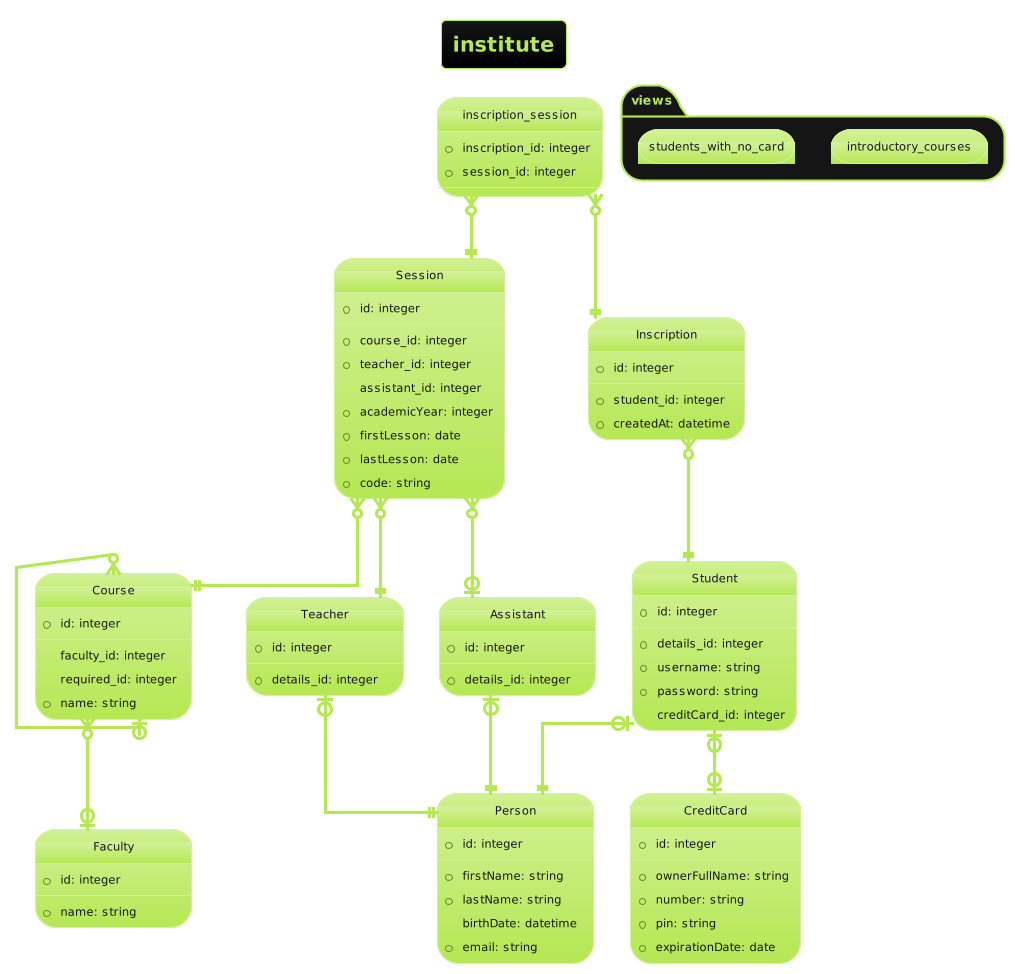 institute
views
students_with_no_card
introductory_courses
inscription_session
inscription_id: integer
session_id: integer
Session
id: integer
course_id: integer
teacher_id: integer
assistant_id: integer
academicYear: integer
firstLesson: date
lastLesson: date
code: string
Inscription
id: integer
student_id: integer
createdAt: datetime
Course
id: integer
faculty_id: integer
required_id: integer
name: string
Teacher
id: integer
details_id: integer
Assistant
id: integer
details_id: integer
Student
id: integer
details_id: integer
username: string
password: string
creditCard_id: integer
Faculty
id: integer
name: string
Person
id: integer
firstName: string
lastName: string
birthDate: datetime
email: string
CreditCard
id: integer
ownerFullName: string
number: string
pin: string
expirationDate: date